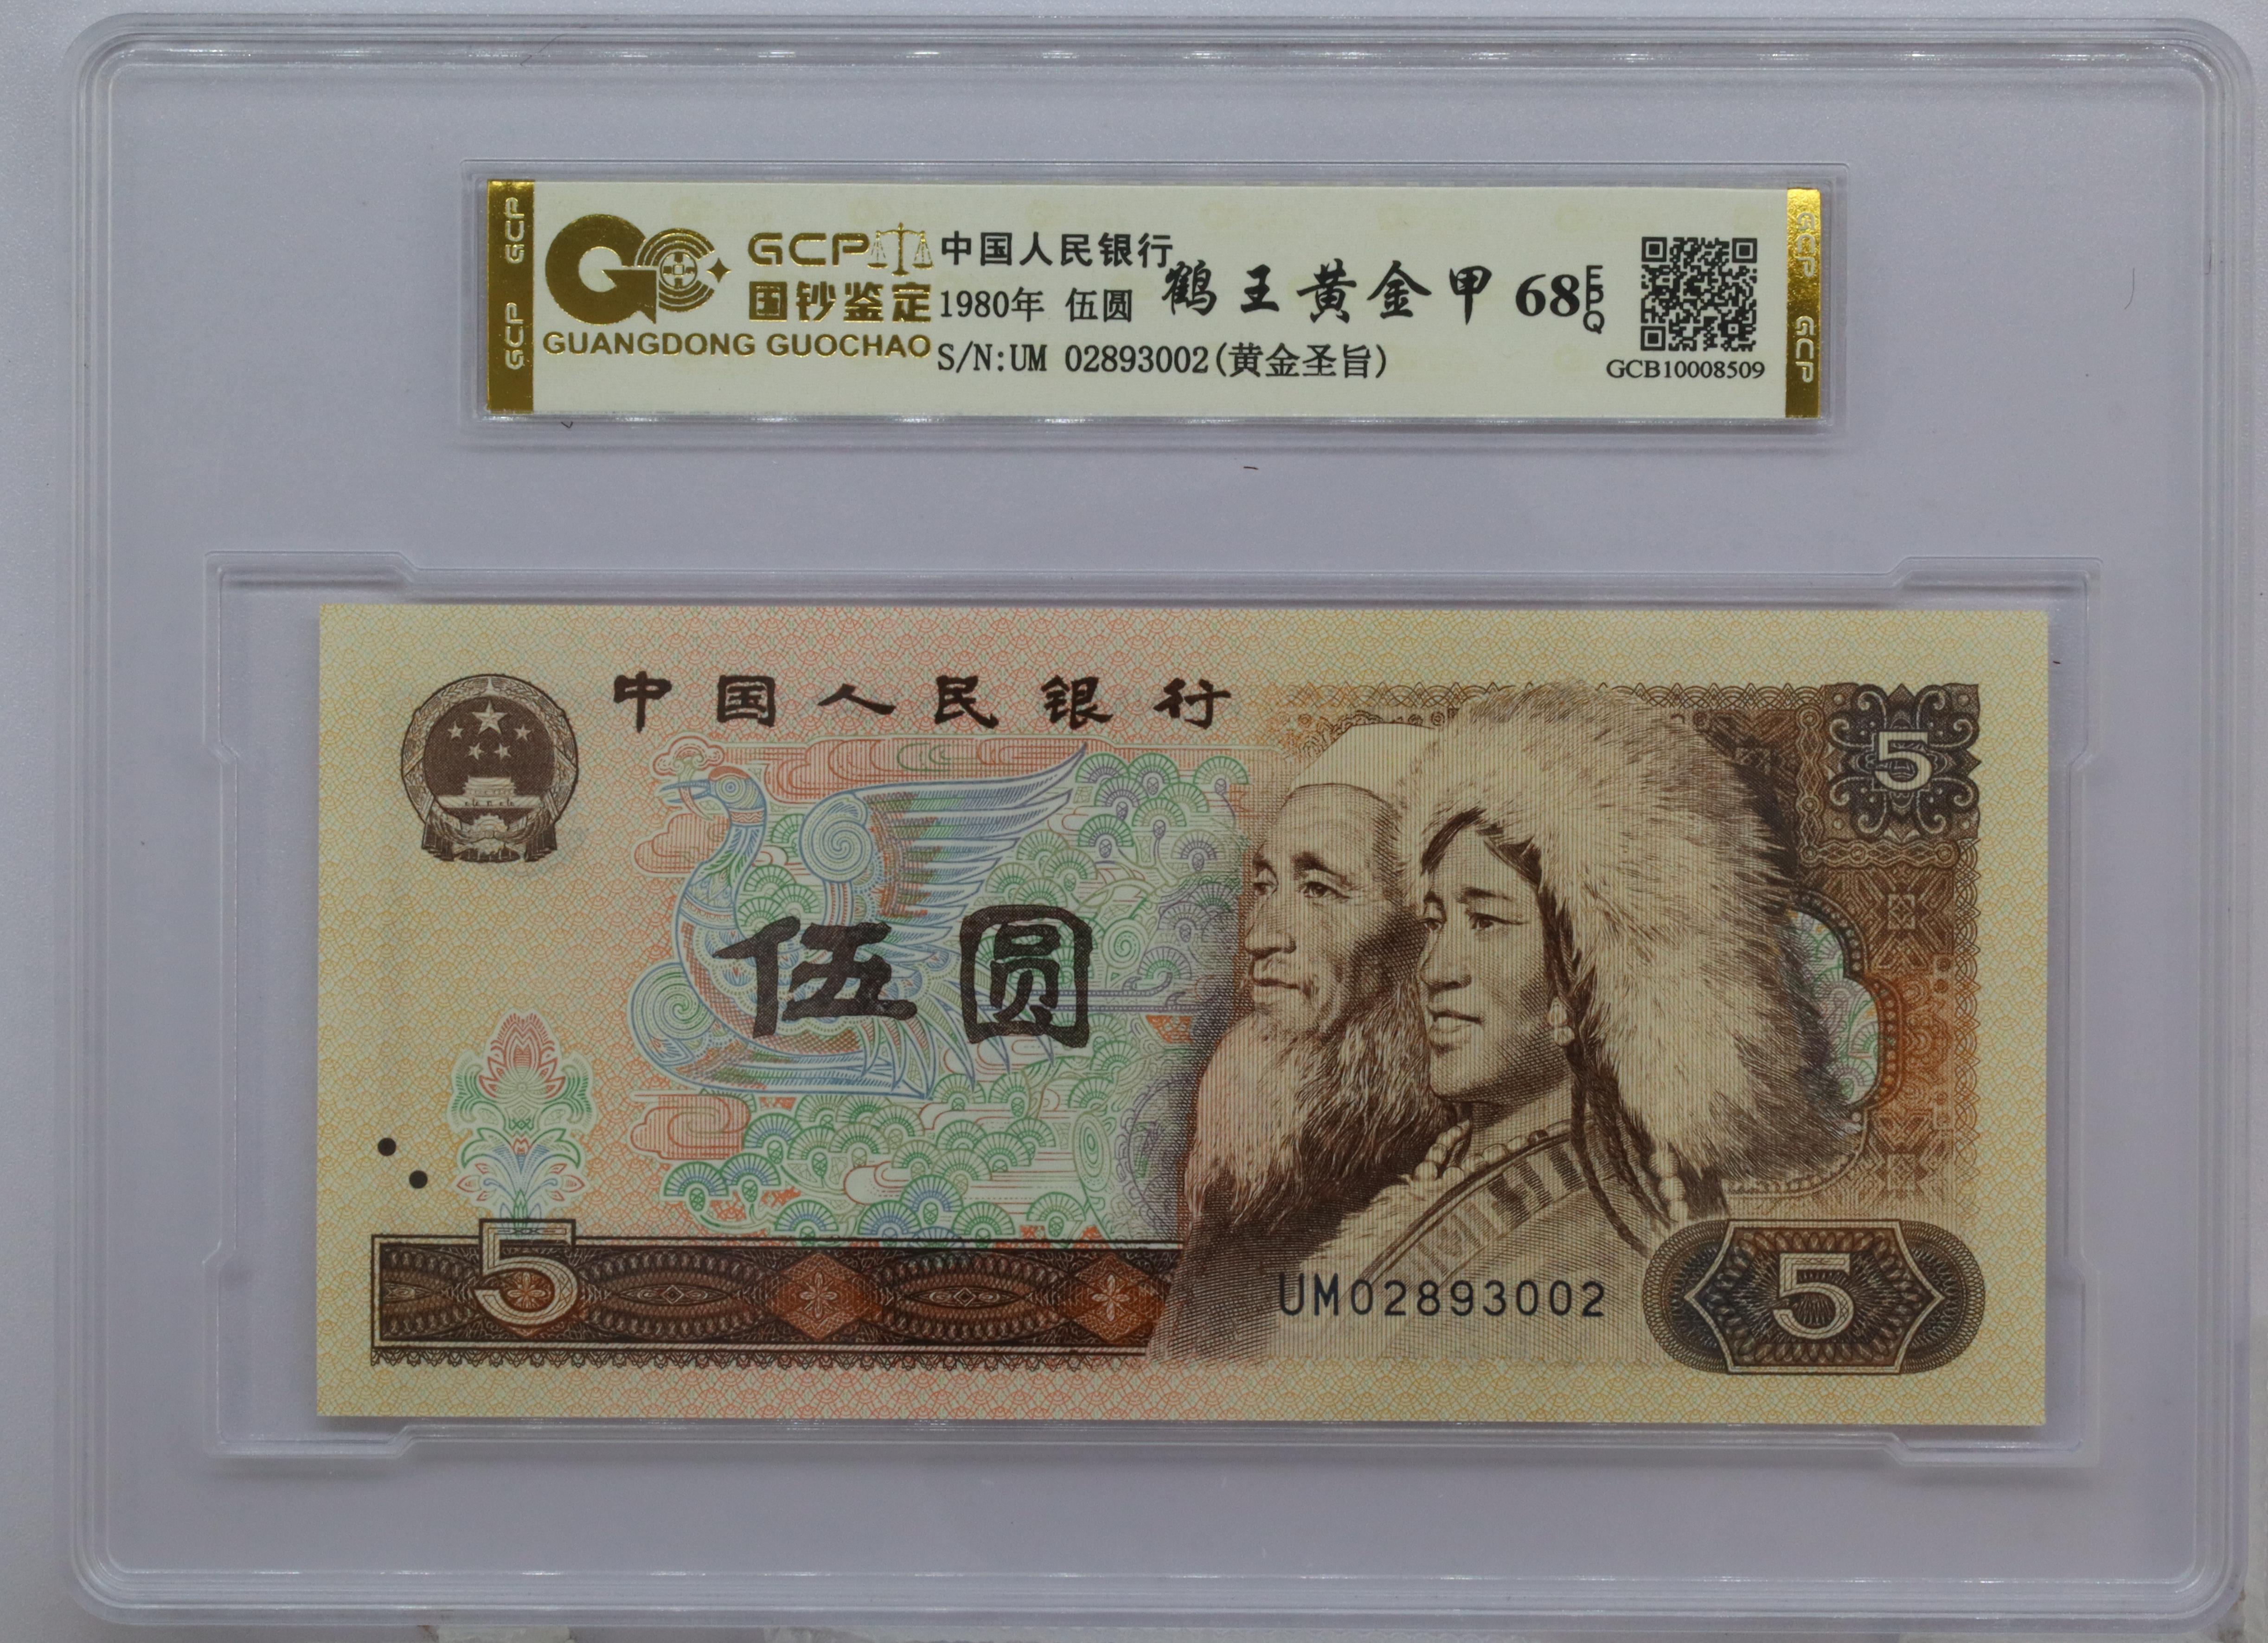 GCP
GCP
GCP
国钞鉴定
GUANGDONG GUOCHAO
中国人民银行
1980年 伍圆
S/N:UM 02893002(黄金圣旨)
鹤王黄金甲
68
EPQ
GCB10008509
GCP
GCP
中国人民银行
5
伍圆
5
UM02893002
5